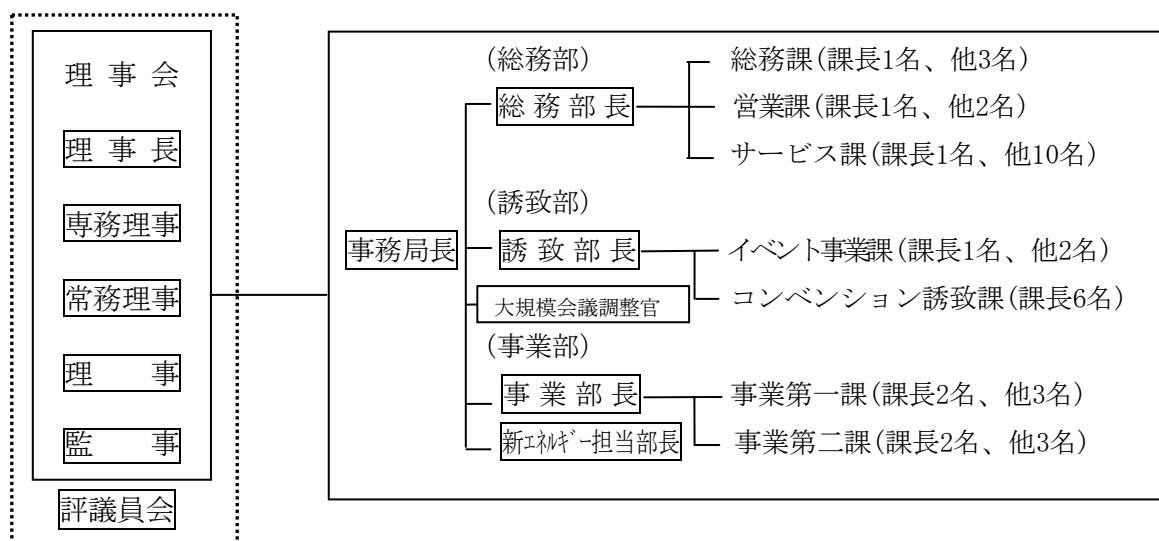 理事会
理事長
専務理事
常務理事
理　　事
監　　事
評議員会
事務局長
(総務部)
総務部長
総務課(課長1名、他3名)
営業課(課長1名、他2名)
サービス課(課長1名、他10名)
(誘致部)
誘致部長
イベント事業課(課長1名、他2名)
コンベンション誘致課(課長6名)
大規模会議調整官
(事業部)
事業部長
事業第一課(課長2名、他3名)
新エネルギー担当部長
事業第二課(課長2名、他3名)